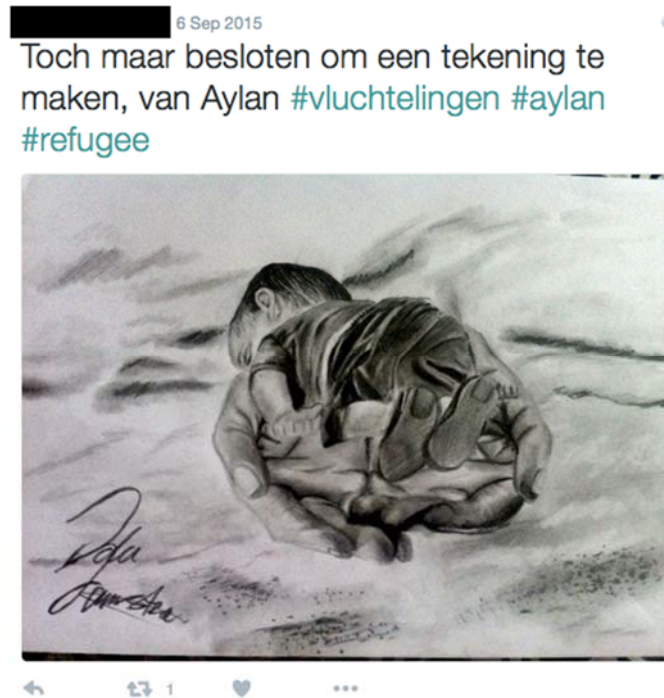 6 Sep 2015
Toch maar besloten om een tekening te
maken, van Aylan #vluchtelingen #aylan
#refugee
1